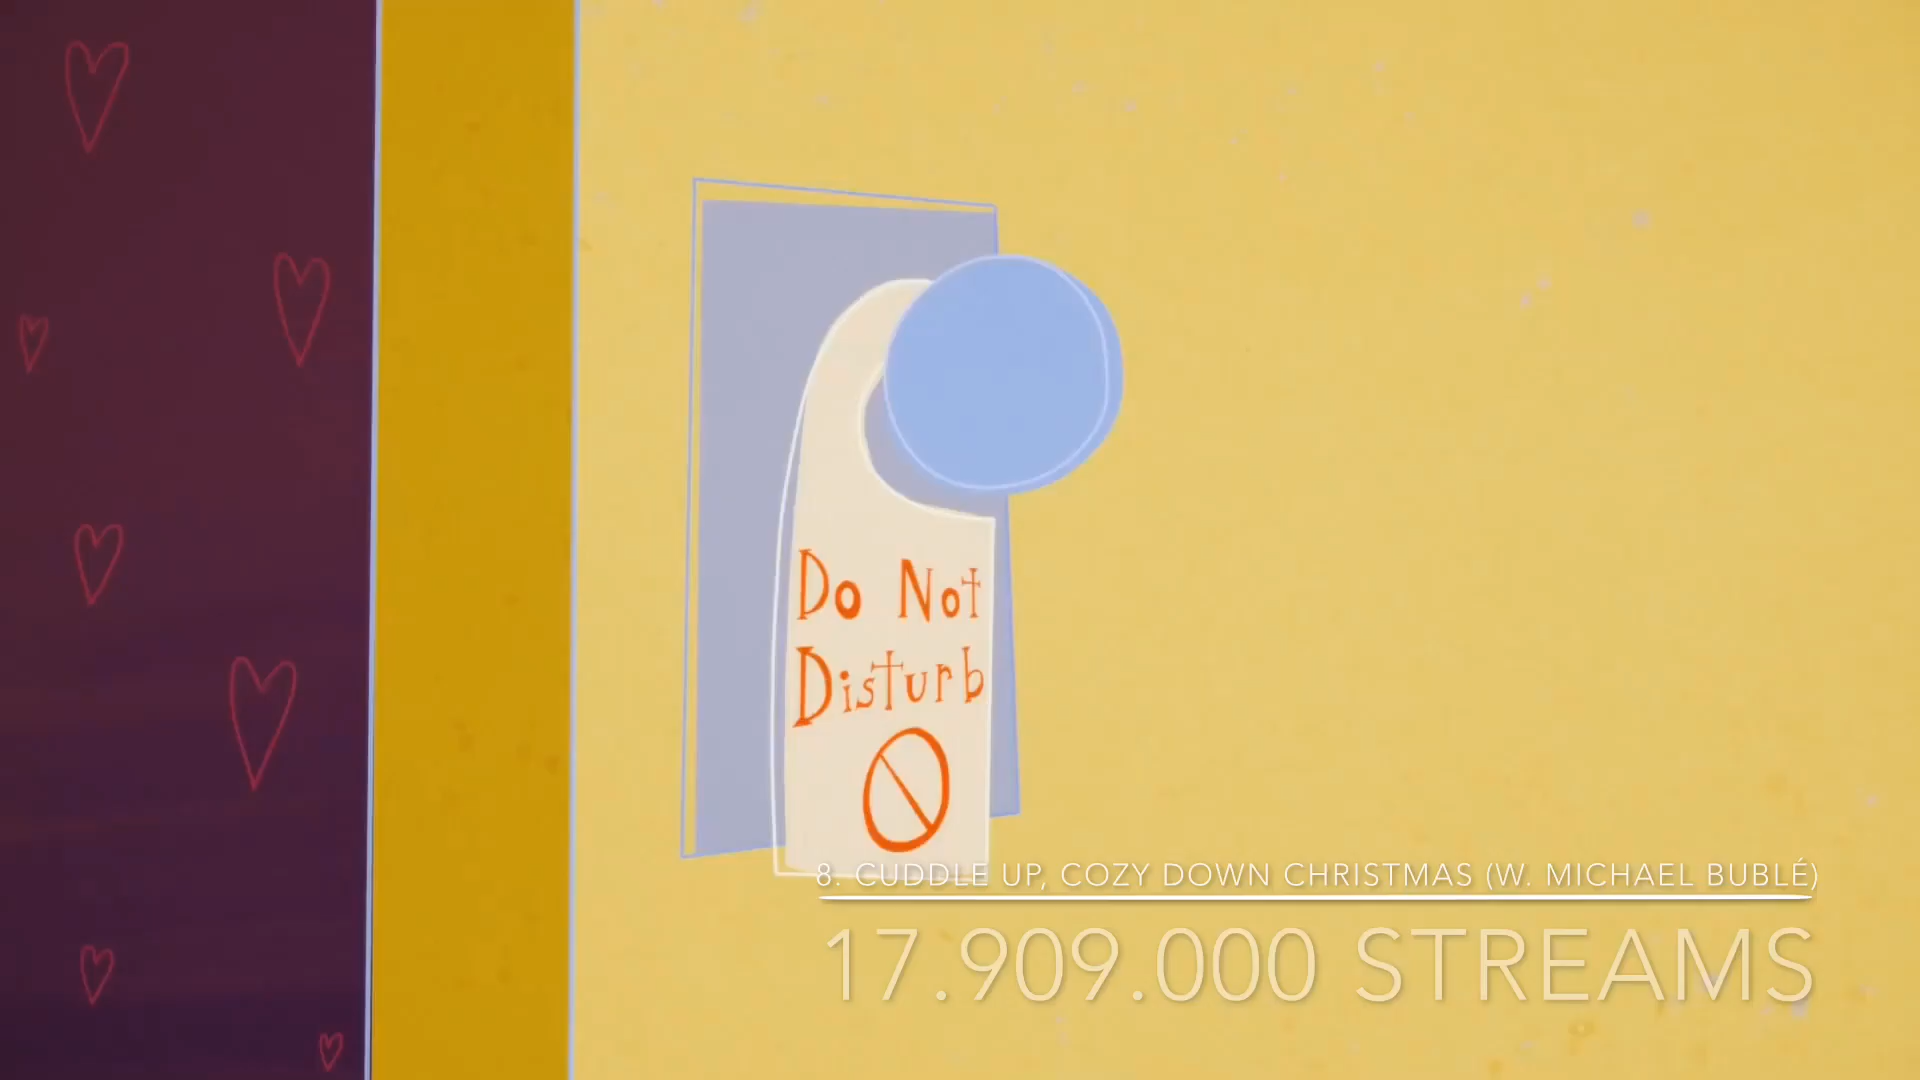 Do Not
Disturb
8. CUDDLE UP, COZY DOWN CHRISTMAS (W. MICHAEL BUBLÉ)
17.909.000 STREAMS